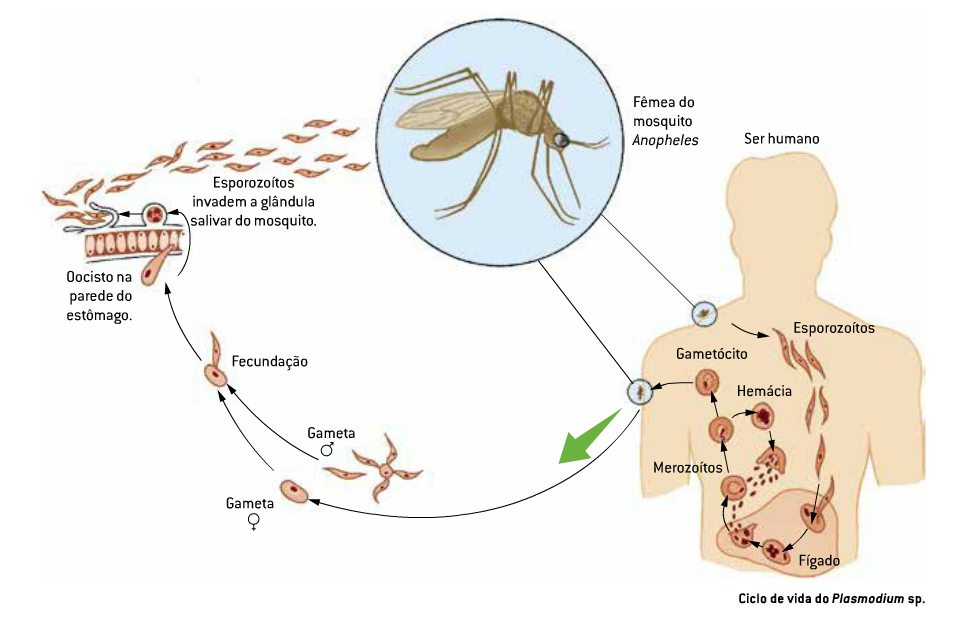 Fêmea do
mosquito
Anopheles
Ser humano
Esporozoítos
invadem a glândula
salivar do mosquito.
Oocisto na
parede do
estômago.
Esporozoítos
Gametócito
Fecundação
Hemácia
Gameta
♂
Merozoítos
Gameta
♀
Fígado
Ciclo de vida do Plasmodium sp.